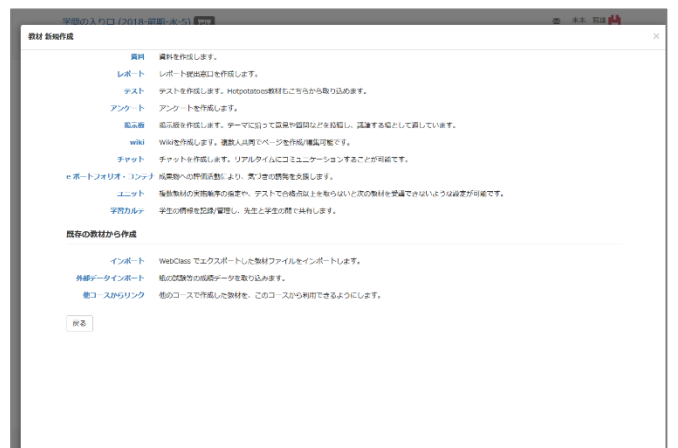 学問の入り口 (2018-前期-水-5) 管理
教材 新規作成
×
資料 資料を作成します。
レポート レポート提出窓口を作成します。
テスト テストを作成します。Hotpotatoes教材もこちらから取り込めます。
アンケート アンケートを作成します。
掲示板 掲示板を作成します。テーマに沿って意見や質問などを投稿し、議論する場として適しています。
wiki Wikiを作成します。複数人共同でページを作成/編集可能です。
チャット チャットを作成します。リアルタイムにコミュニケーションすることが可能です。
e ポートフォリオ・コンテナ 成果物への評価活動により、気づきの誘発を支援します。
ユニット 複数教材の実施順序の指定や、テストで合格点以上を取らないと次の教材を受講できないような設定が可能です。
学習カルテ 学生の情報を記録/管理し、先生と学生の間で共有します。
既存の教材から作成
インポート WebClass でエクスポートした教材ファイルをインポートします。
外部データインポート 紙の試験等の成績データを取り込みます。
他コースからリンク 他のコースで作成した教材を、このコースから利用できるようにします。
戻る